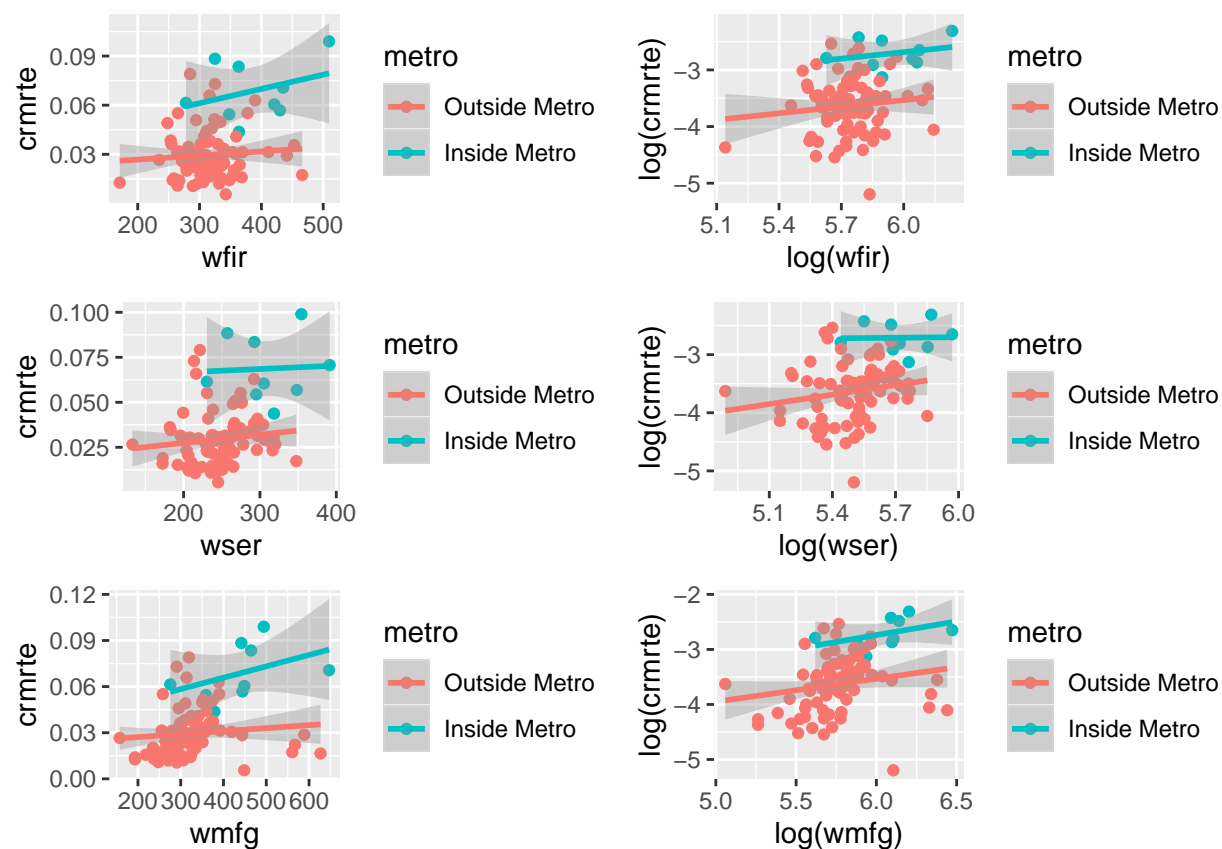 crmrte
0.09
0.06
0.03
200 300 400 500
wfir
metro
Outside Metro
Inside Metro
log(crmrte)
−3
−4
−5
5.1 5.4 5.7 6.0
log(wfir)
metro
Outside Metro
Inside Metro
crmrte
0.100
0.075
0.050
0.025
200 300 400
wser
metro
Outside Metro
Inside Metro
log(crmrte)
−3
−4
−5
5.1 5.4 5.7 6.0
log(wser)
metro
Outside Metro
Inside Metro
crmrte
0.12
0.09
0.06
0.03
0.00
200 300 400 500 600
wmfg
metro
Outside Metro
Inside Metro
log(crmrte)
−2
−3
−4
−5
5.0 5.5 6.0 6.5
log(wmfg)
metro
Outside Metro
Inside Metro